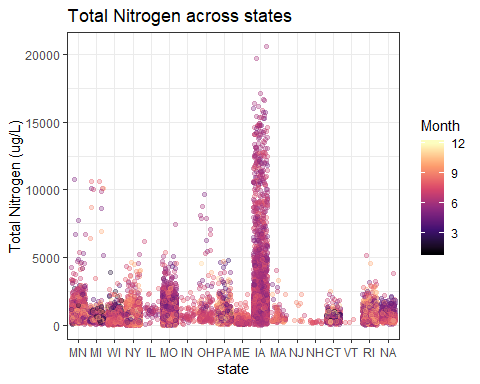 Total Nitrogen across states
Total Nitrogen (ug/L)
20000
15000
10000
5000
0
MN MI WI NY IL MO IN OH PA ME IA MA NJ NH CT VT RI NA
state
Month
12
9
6
3